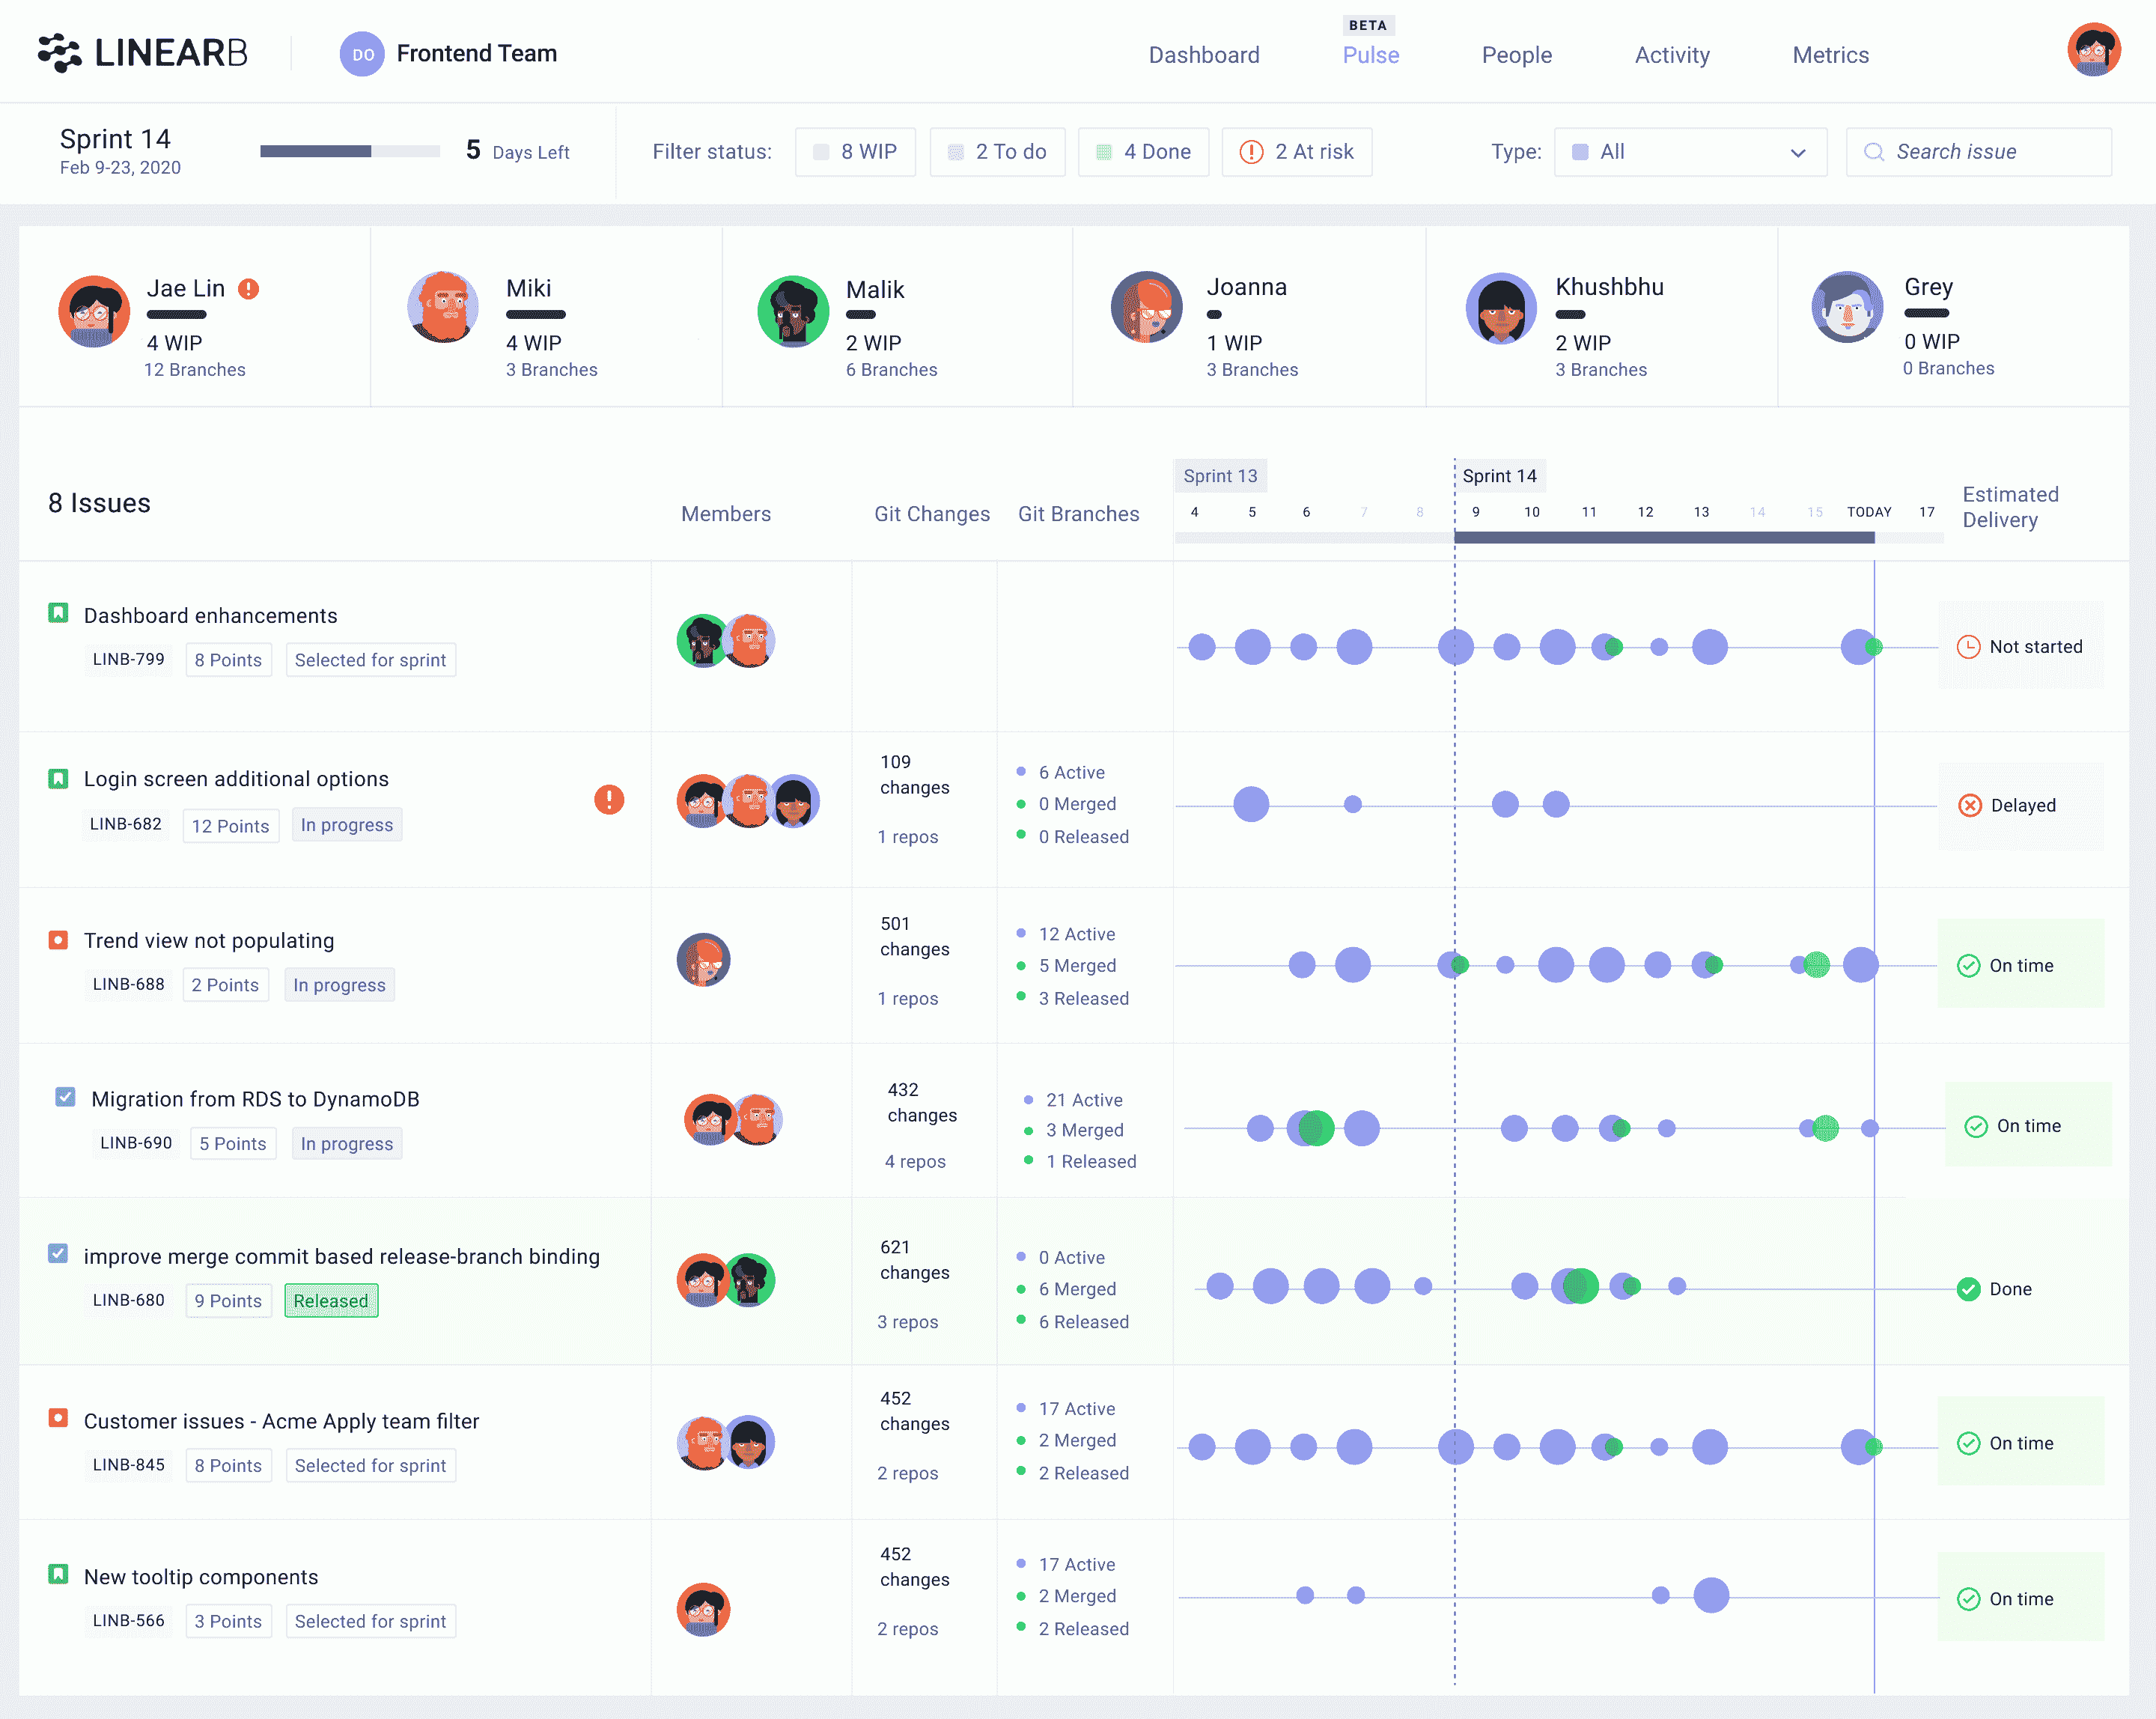 LINEARB
DO Frontend Team
Dashboard
BETA
Pulse
People
Activity
Metrics
Sprint 14
Feb 9-23, 2020
5 Days Left
Filter status:
8 WIP
2 To do
4 Done
2 At risk
Type:
All
Search issue
Jae Lin
4 WIP
12 Branches
Miki
4 WIP
3 Branches
Malik
2 WIP
6 Branches
Joanna
1 WIP
3 Branches
Khushbhu
2 WIP
3 Branches
Grey
0 WIP
0 Branches
8 Issues
Members
Git Changes
Git Branches
Sprint 13
Sprint 14
4 5 6 7 8 9 10 11 12 13 14 15 TODAY 17
Estimated
Delivery
Dashboard enhancements
LINB-799 8 Points Selected for sprint
Not started
Login screen additional options
LINB-682 12 Points In progress
109
changes
1 repos
6 Active
0 Merged
0 Released
Delayed
Trend view not populating
LINB-688 2 Points In progress
501
changes
1 repos
12 Active
5 Merged
3 Released
On time
Migration from RDS to DynamoDB
LINB-690 5 Points In progress
432
changes
4 repos
21 Active
3 Merged
1 Released
On time
improve merge commit based release-branch binding
LINB-680 9 Points Released
621
changes
3 repos
0 Active
6 Merged
6 Released
Done
Customer issues - Acme Apply team filter
LINB-845 8 Points Selected for sprint
452
changes
2 repos
17 Active
2 Merged
2 Released
On time
New tooltip components
LINB-566 3 Points Selected for sprint
452
changes
2 repos
17 Active
2 Merged
2 Released
On time